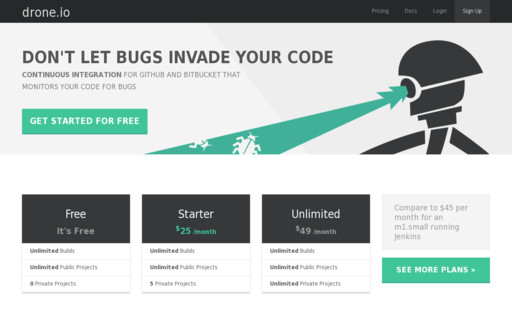 drone.io
Pricing
Docs
Login
Sign Up
DON'T LET BUGS INVADE YOUR CODE
CONTINUOUS INTEGRATION FOR GITHUB AND BITBUCKET THAT
MONITORS YOUR CODE FOR BUGS
GET STARTED FOR FREE
Free
It's Free
Unlimited Builds
Unlimited Public Projects
0 Private Projects
Starter
$25 /month
Unlimited Builds
Unlimited Public Projects
5 Private Projects
Unlimited
$49 /month
Unlimited Builds
Unlimited Public Projects
Unlimited Private Projects
Compare to $45 per
month for an
m1.small running
Jenkins
SEE MORE PLANS »